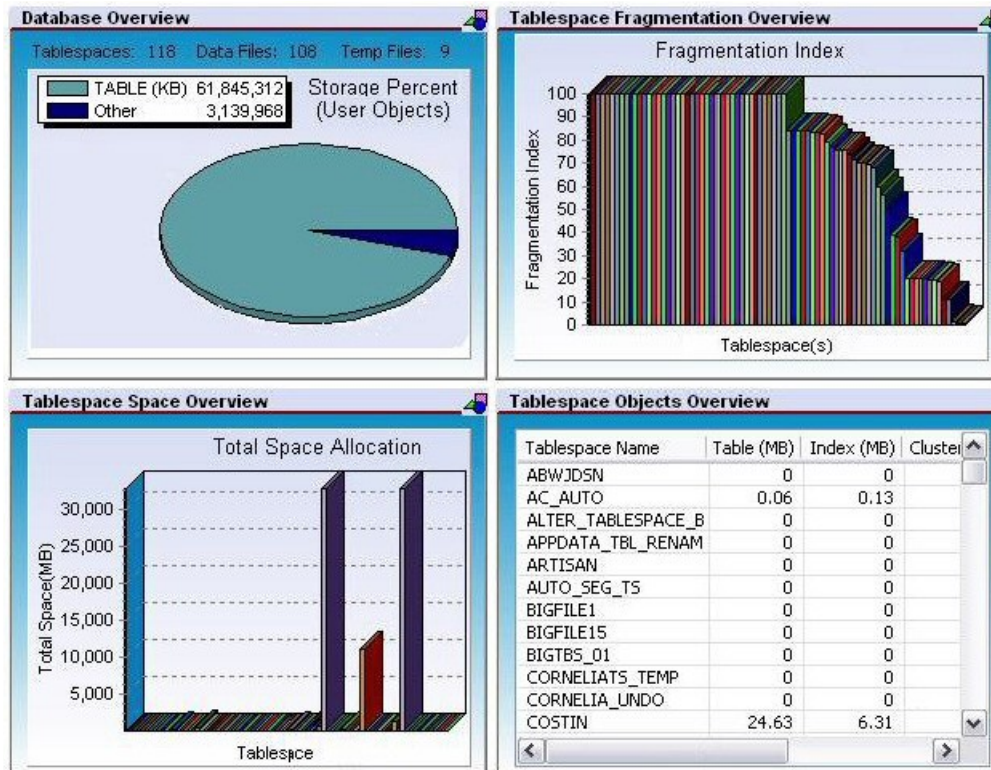 Database Overview
Tablespaces: 118 Data Files: 108 Temp Files: 9
TABLE (KB) 61,845,312
Other 3,139,968
Storage Percent
(User Objects)
Tablespace Fragmentation Overview
Fragmentation Index
Fragmentation Index
100
90
80
70
60
50
40
30
20
10
0
Tablespace(s)
Tablespace Space Overview
Total Space Allocation
Total Space(MB)
30,000
25,000
20,000
15,000
10,000
5,000
Tablespce
Tablespace Objects Overview
Tablespace Name Table (MB) Index (MB) Cluster
ABWJDSN 0 0
AC_AUTO 0.06 0.13
ALTER_TABLESPACE_B 0 0
APPDATA_TBL_RENAM 0 0
ARTISAN 0 0
AUTO_SEG_TS 0 0
BIGFILE1 0 0
BIGFILE15 0 0
BIGTBS_01 0 0
CORNELIATS_TEMP 0 0
CORNELIA_UNDO 0 0
COSTIN 24.63 6.31